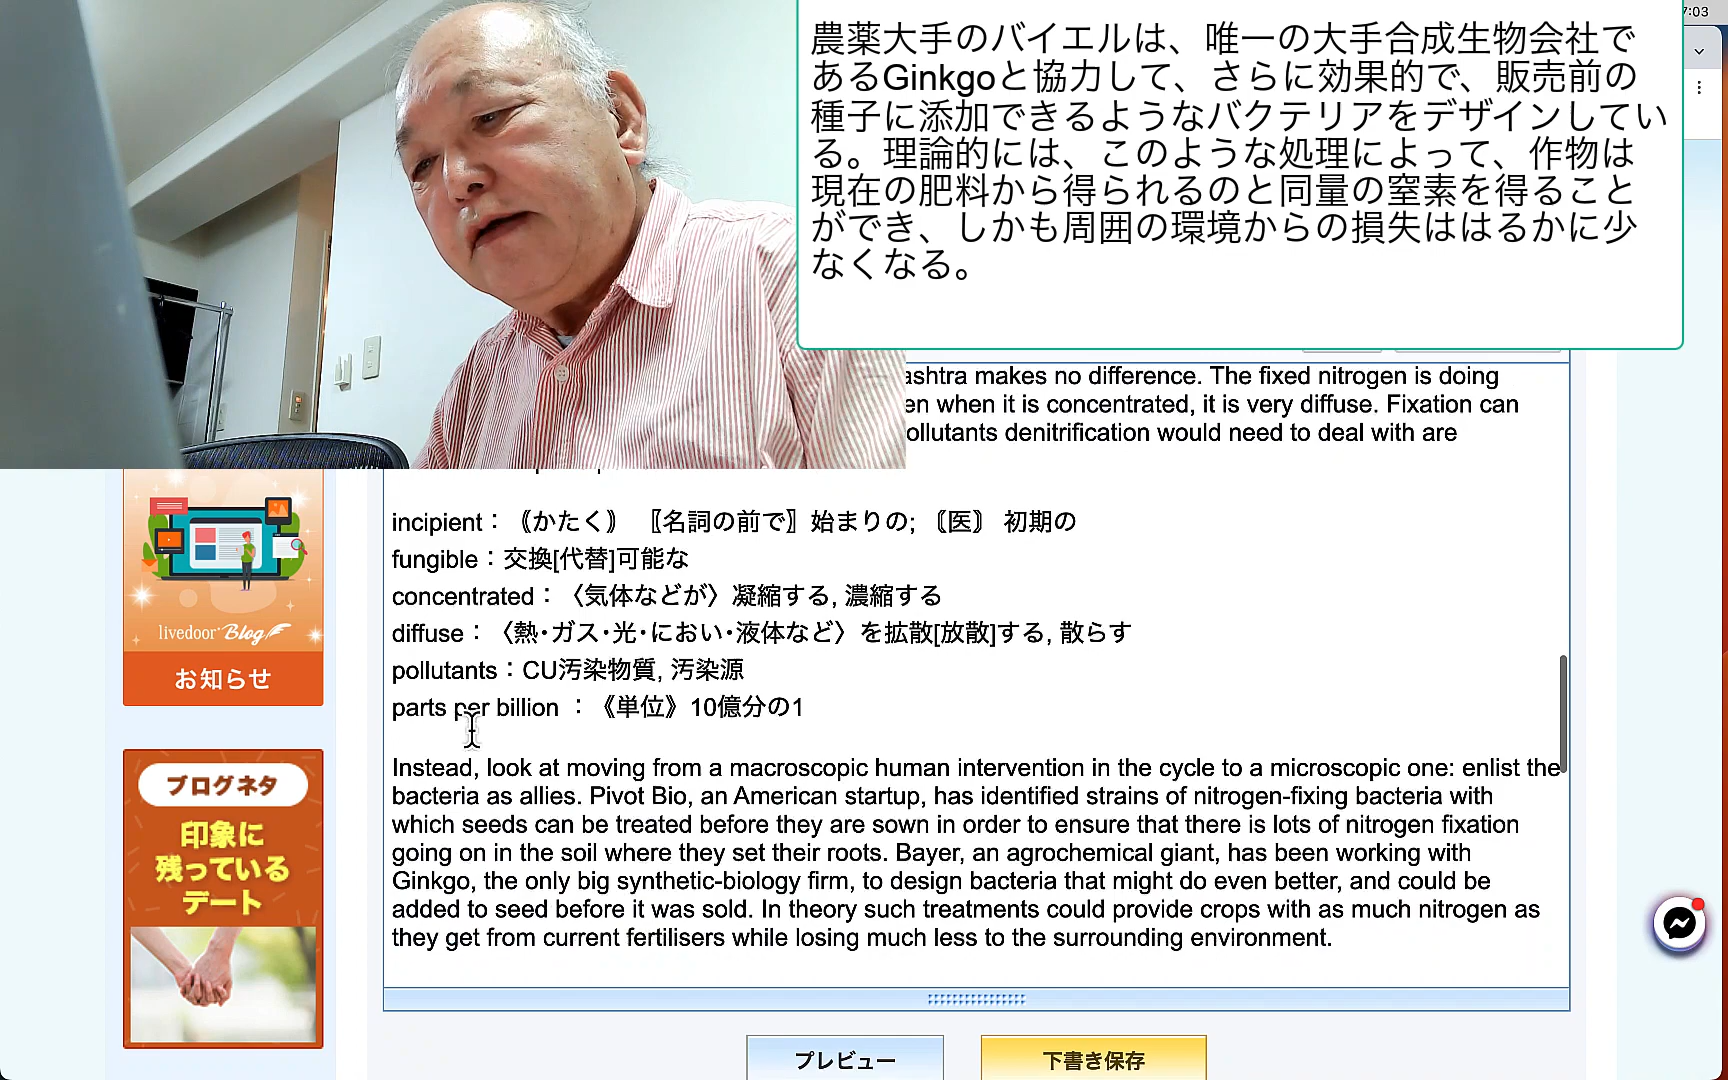 7:03
農薬大手のバイエルは、唯一の大手合成生物会社で
あるGinkgoと協力して、さらに効果的で、販売前の
種子に添加できるようなバクテリアをデザインしてい
る。理論的には、このような処理によって、作物は
現在の肥料から得られるのと同量の窒素を得ること
ができ、しかも周囲の環境からの損失ははるかに少
なくなる。
ashtra makes no difference. The fixed nitrogen is doing
en when it is concentrated, it is very diffuse. Fixation can
ollutants denitrification would need to deal with are
incipient：《かたく》〖名詞の前で〗始まりの; 〘医〙 初期の
fungible：交換[代替]可能な
concentrated：〈気体などが〉凝縮する, 濃縮する
diffuse：〈熱･ガス･光･におい･液体など〉を拡散[放散]する, 散らす
pollutants：CU汚染物質, 汚染源
parts per billion ：《単位》10億分の1
Instead, look at moving from a macroscopic human intervention in the cycle to a microscopic one: enlist the
bacteria as allies. Pivot Bio, an American startup, has identified strains of nitrogen-fixing bacteria with
which seeds can be treated before they are sown in order to ensure that there is lots of nitrogen fixation
going on in the soil where they set their roots. Bayer, an agrochemical giant, has been working with
Ginkgo, the only big synthetic-biology firm, to design bacteria that might do even better, and could be
added to seed before it was sold. In theory such treatments could provide crops with as much nitrogen as
they get from current fertilisers while losing much less to the surrounding environment.
livedoor Blog
お知らせ
ブログネタ
印象に
残っている
デート
プレビュー
下書き保存